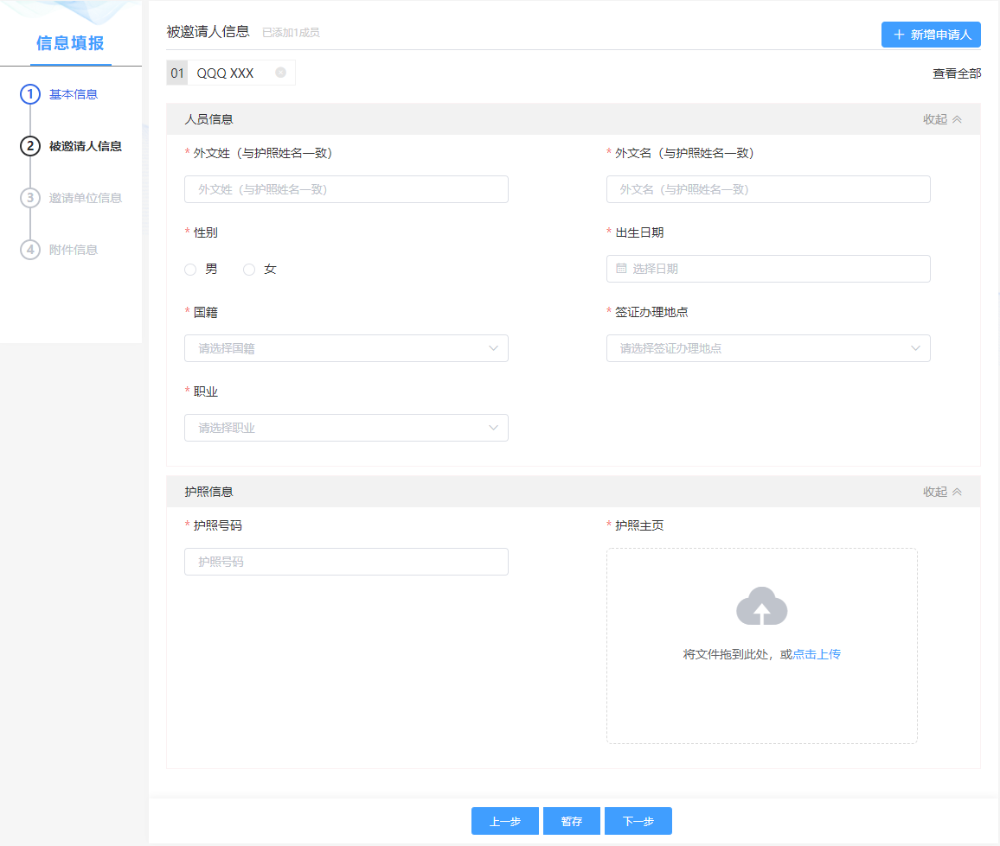 信息填报
1 基本信息
2 被邀请人信息
3 邀请单位信息
4 附件信息
被邀请人信息 已添加1成员
新增申请人
01 QQQ XXX
查看全部
人员信息 收起
* 外文姓（与护照姓名一致） * 外文名（与护照姓名一致）
外文姓（与护照姓名一致） 外文名（与护照姓名一致）
* 性别 * 出生日期
男 女 选择日期
* 国籍 * 签证办理地点
请选择国籍 请选择签证办理地点
* 职业
请选择职业
护照信息 收起
* 护照号码 * 护照主页
护照号码
将文件拖到此处，或点击上传
上一步 暂存 下一步